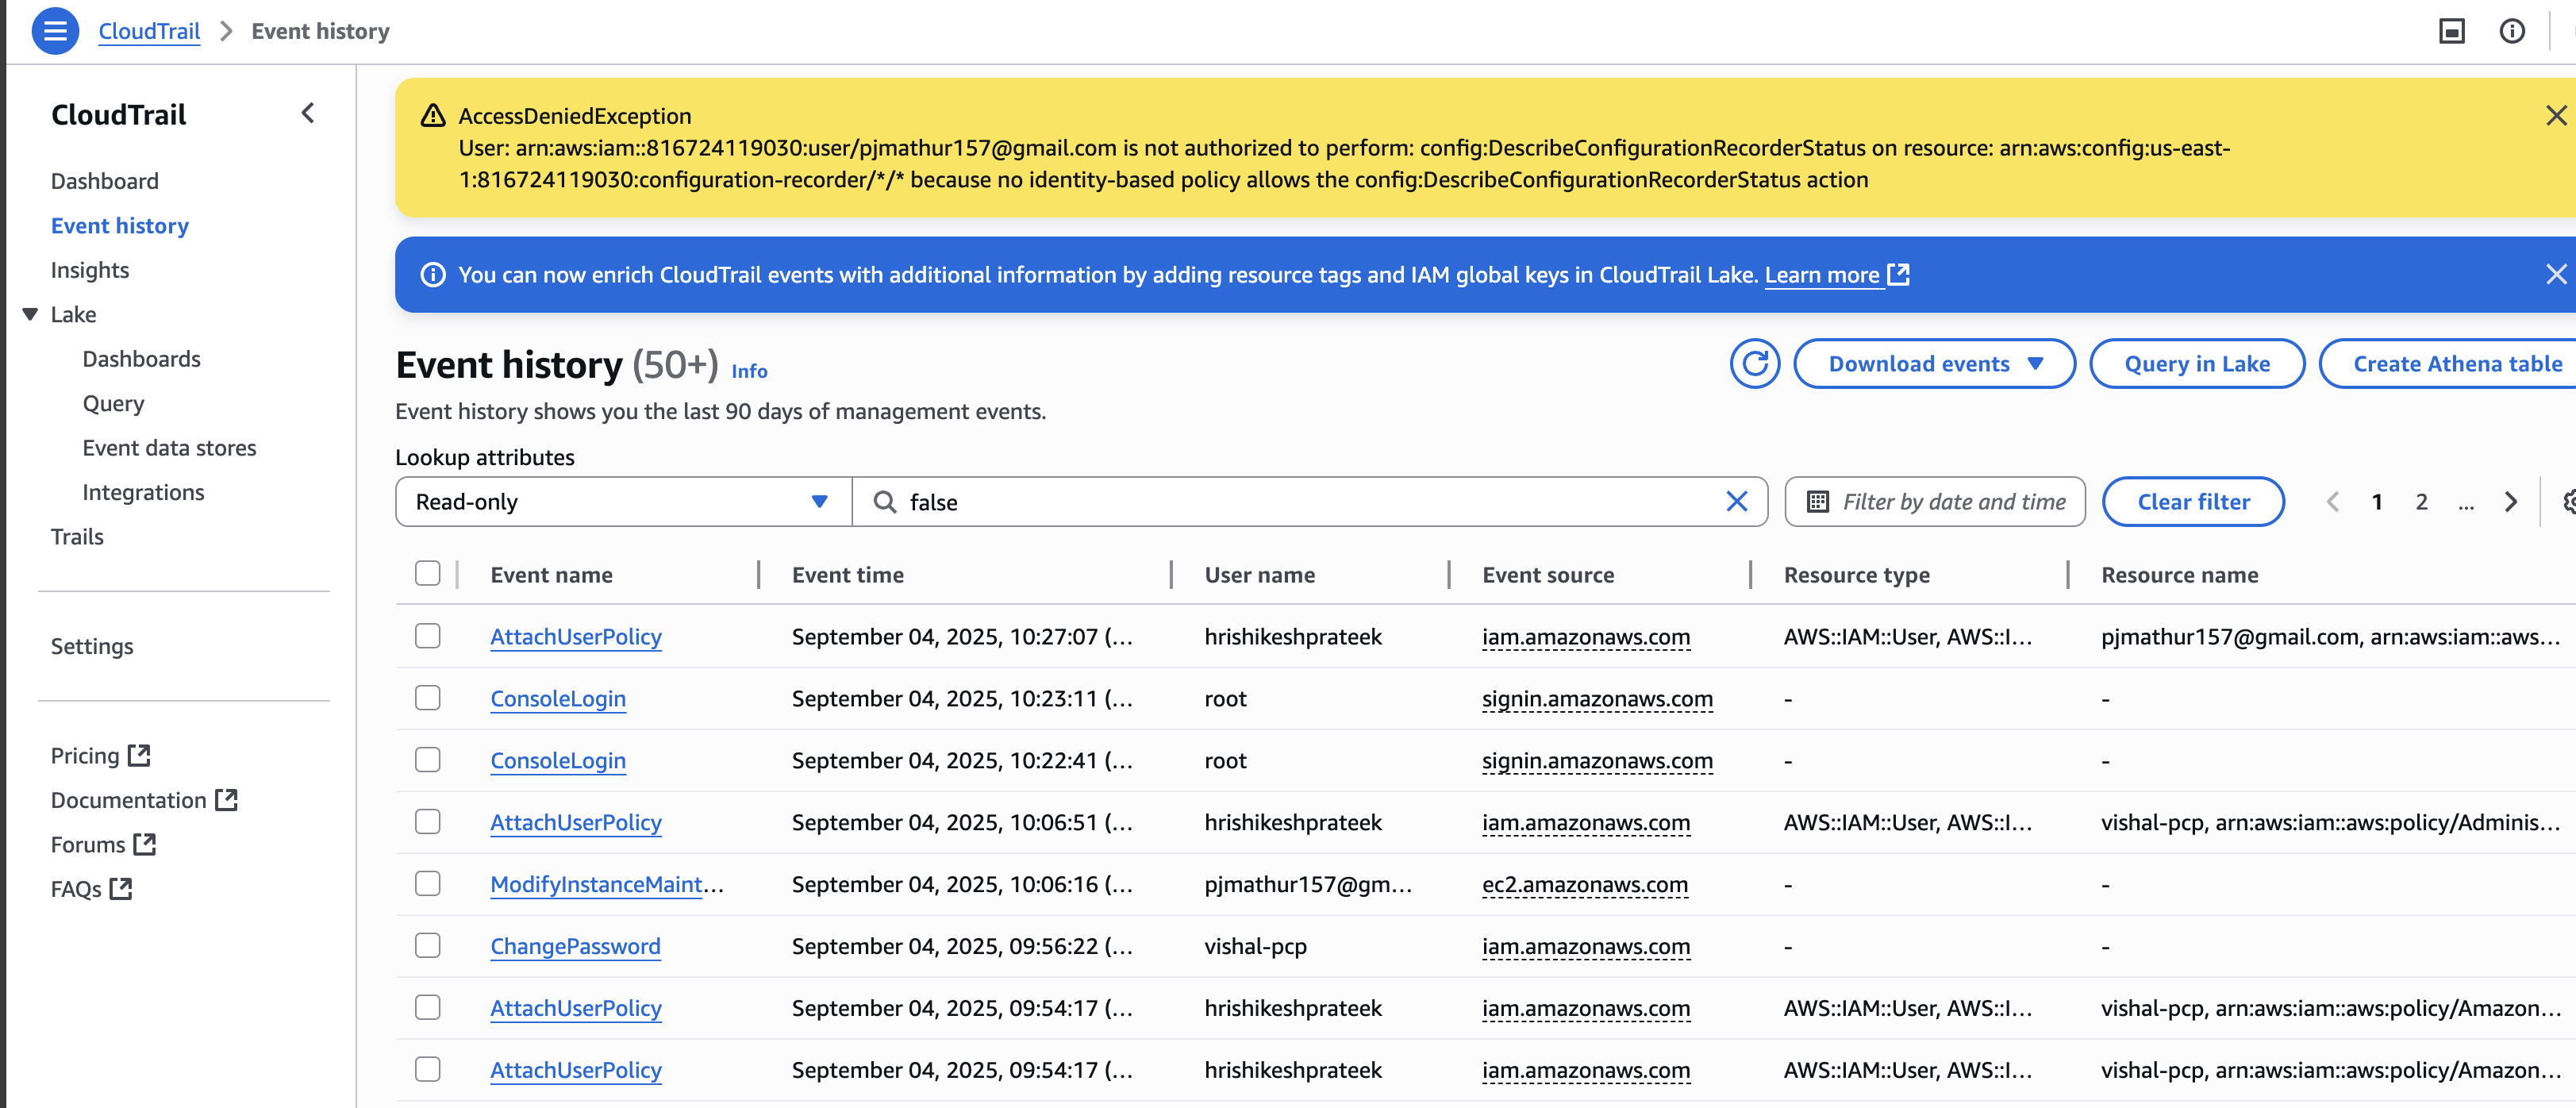 CloudTrail > Event history
CloudTrail
Dashboard
Event history
Insights
Lake
Dashboards
Query
Event data stores
Integrations
Trails
Settings
Pricing
Documentation
Forums
FAQs
AccessDeniedException
User: arn:aws:iam::816724119030:user/pjmathur157@gmail.com is not authorized to perform: config:DescribeConfigurationRecorderStatus on resource: arn:aws:config:us-east-
1:816724119030:configuration-recorder/*/* because no identity-based policy allows the config:DescribeConfigurationRecorderStatus action
You can now enrich CloudTrail events with additional information by adding resource tags and IAM global keys in CloudTrail Lake. Learn more
Event history (50+) Info
Download events Query in Lake Create Athena table
Event history shows you the last 90 days of management events.
Lookup attributes
Read-only false Filter by date and time Clear filter 1 2 ...
Event name Event time User name Event source Resource type Resource name
AttachUserPolicy September 04, 2025, 10:27:07 (... hrishikeshprateek iam.amazonaws.com AWS::IAM::User, AWS::I... pjmathur157@gmail.com, arn:aws:iam::aws...
ConsoleLogin September 04, 2025, 10:23:11 (... root signin.amazonaws.com - -
ConsoleLogin September 04, 2025, 10:22:41 (... root signin.amazonaws.com - -
AttachUserPolicy September 04, 2025, 10:06:51 (... hrishikeshprateek iam.amazonaws.com AWS::IAM::User, AWS::I... vishal-pcp, arn:aws:iam::aws:policy/Adminis...
ModifyInstanceMaint... September 04, 2025, 10:06:16 (... pjmathur157@gm... ec2.amazonaws.com - -
ChangePassword September 04, 2025, 09:56:22 (... vishal-pcp iam.amazonaws.com - -
AttachUserPolicy September 04, 2025, 09:54:17 (... hrishikeshprateek iam.amazonaws.com AWS::IAM::User, AWS::I... vishal-pcp, arn:aws:iam::aws:policy/Amazon...
AttachUserPolicy September 04, 2025, 09:54:17 (... hrishikeshprateek iam.amazonaws.com AWS::IAM::User, AWS::I... vishal-pcp, arn:aws:iam::aws:policy/Amazon...